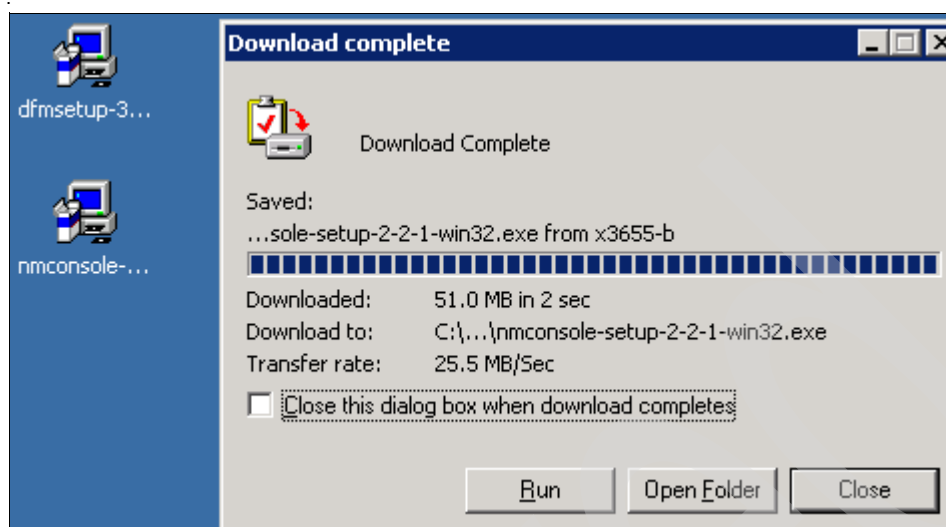 dfmsetup-3...
nmconsole-...
Download complete
Download Complete
Saved:
...sole-setup-2-2-1-win32.exe from x3655-b
Downloaded: 51.0 MB in 2 sec
Download to: C:\...\nmconsole-setup-2-2-1-win32.exe
Transfer rate: 25.5 MB/Sec
Close this dialog box when download completes
Run Open Folder Close